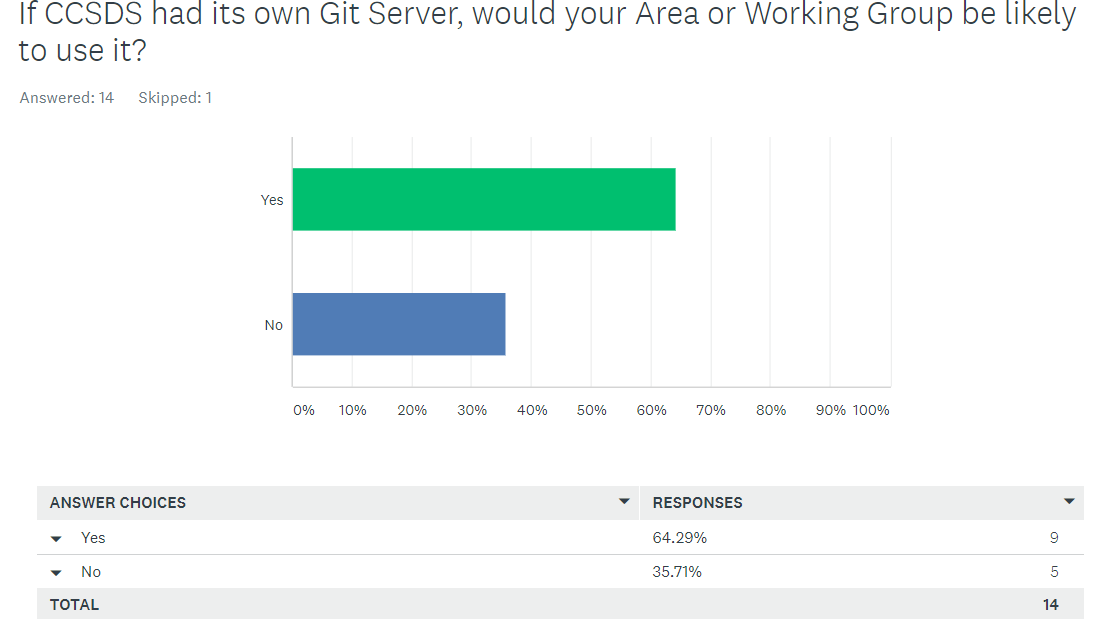 If CCSDS had its own Git Server, would your Area or Working Group be likely
to use it?
Answered: 14 Skipped: 1
Yes
No
0% 10% 20% 30% 40% 50% 60% 70% 80% 90% 100%
ANSWER CHOICES RESPONSES
Yes 64.29% 9
No 35.71% 5
TOTAL 14